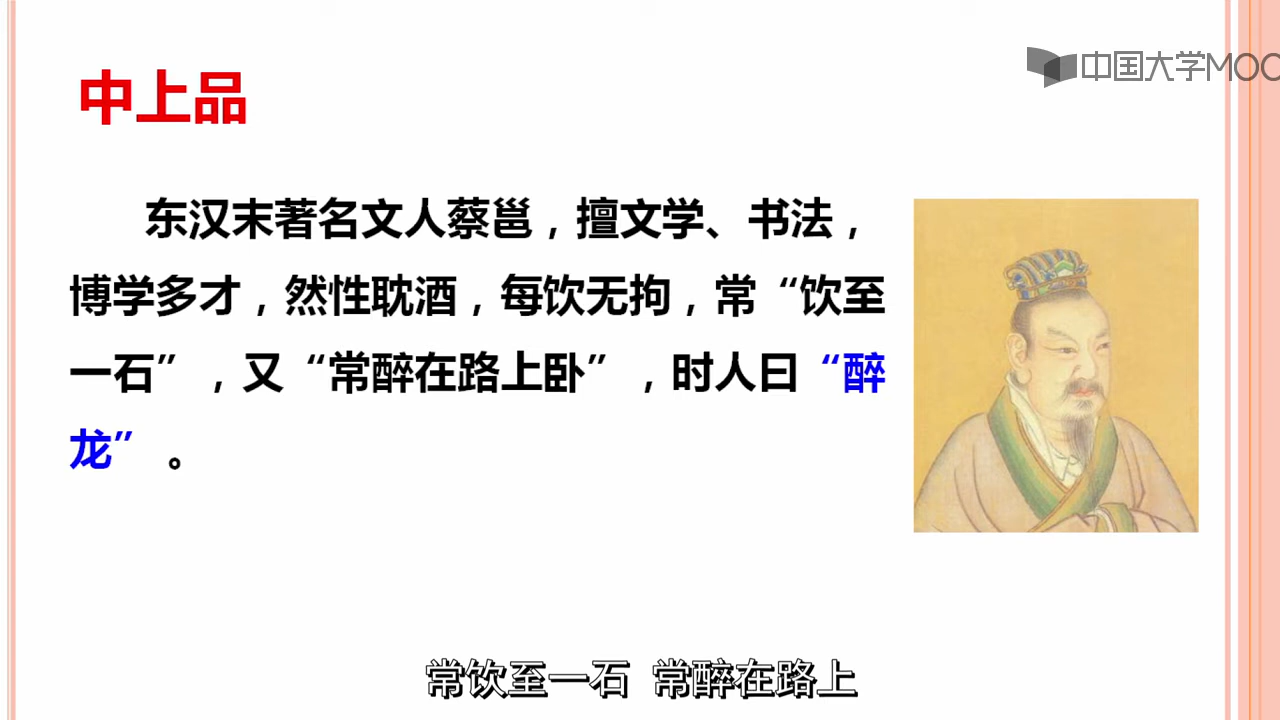 中国大学MOO
中上品
东汉末著名文人蔡邕，擅文学、书法，
博学多才，然性耽酒，每饮无拘，常“饮至
一石”，又“常醉在路上卧”，时人曰“醉
龙”。
常饮至一石 常醉在路上